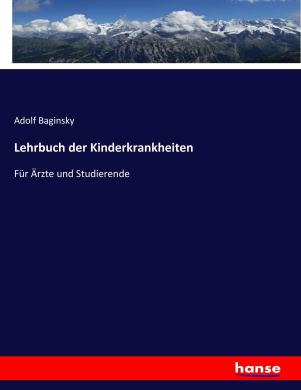 Adolf Baginsky
Lehrbuch der Kinderkrankheiten
Für Ärzte und Studierende
hanse